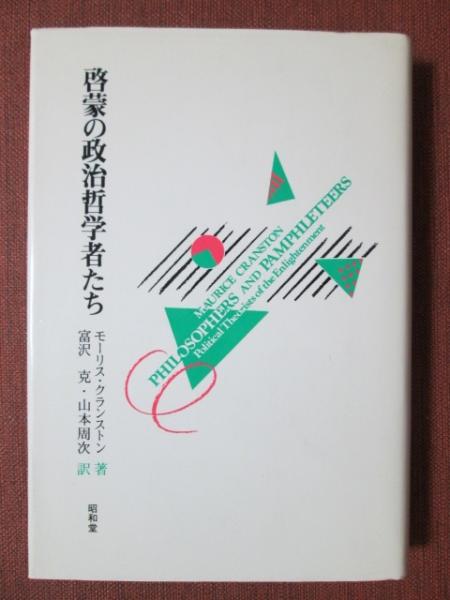 啓蒙の政治哲学者たち
モーリス・クランストン 著
富沢 克・山本周次 訳
昭和堂
MAURICE CRANSTON
PHILOSOPHERS AND PAMPHLETEERS
Political Theorists of the Enlightenment